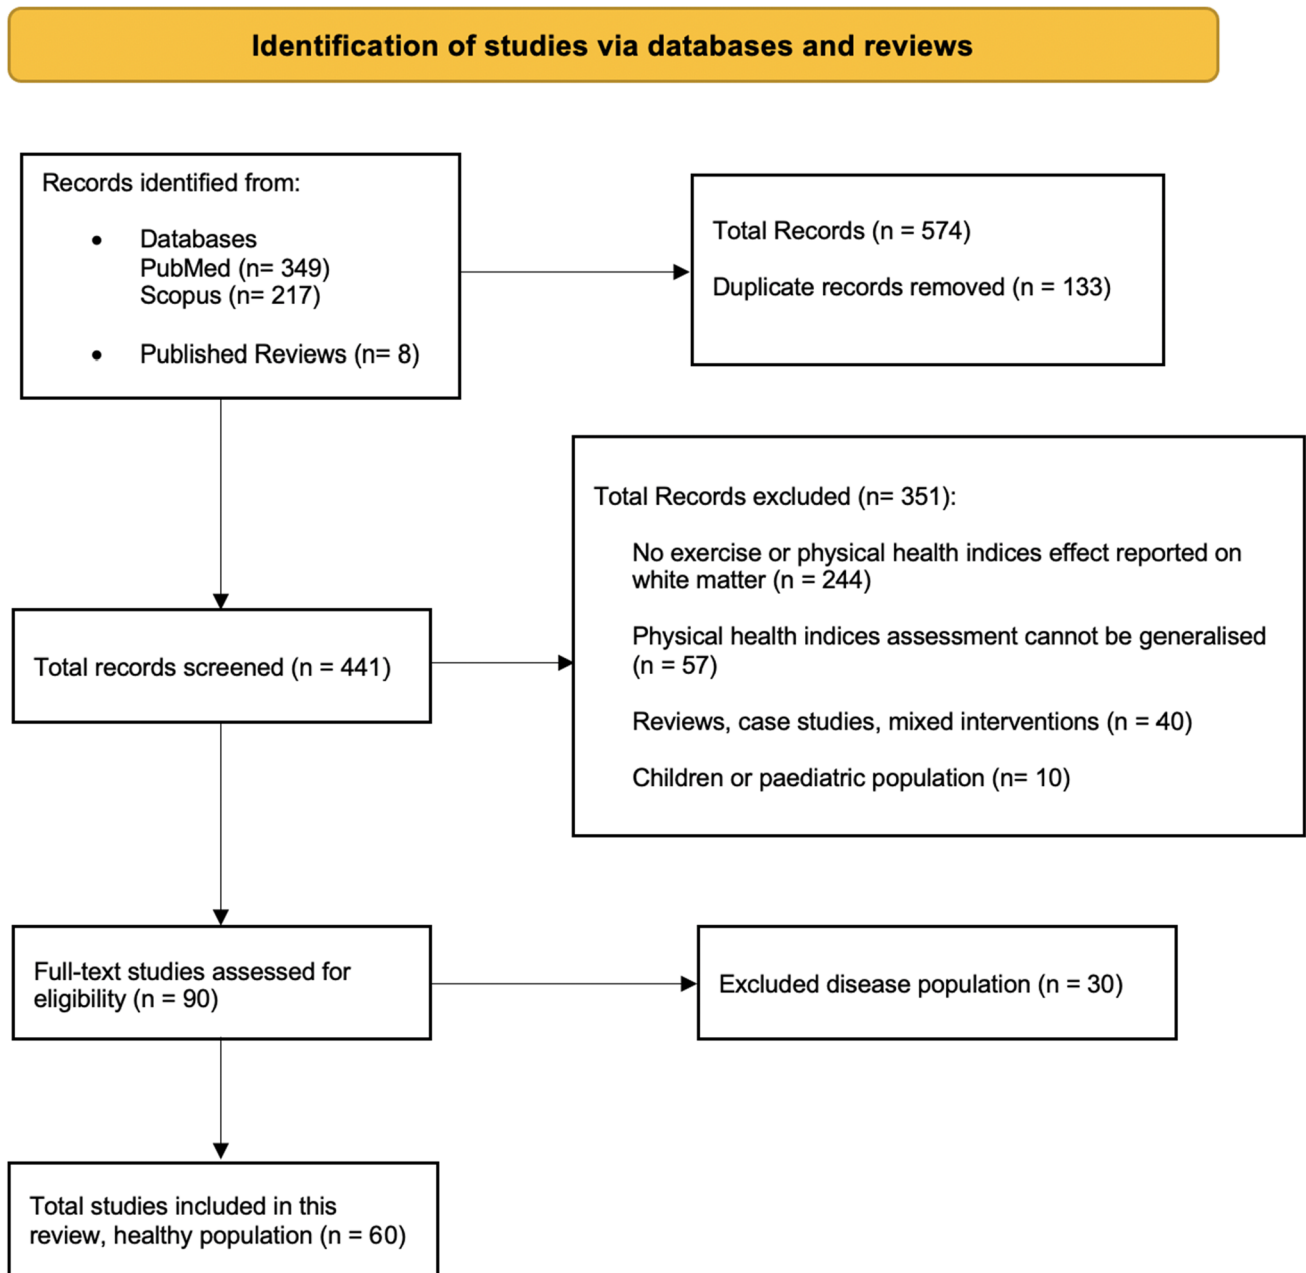 Identification of studies via databases and reviews
Records identified from:
• Databases
PubMed (n= 349)
Scopus (n= 217)
• Published Reviews (n= 8)
Total Records (n = 574)
Duplicate records removed (n = 133)
Total Records excluded (n= 351):
No exercise or physical health indices effect reported on
white matter (n = 244)
Physical health indices assessment cannot be generalised
(n = 57)
Reviews, case studies, mixed interventions (n = 40)
Children or paediatric population (n= 10)
Total records screened (n = 441)
Full-text studies assessed for
eligibility (n = 90)
Excluded disease population (n = 30)
Total studies included in this
review, healthy population (n = 60)